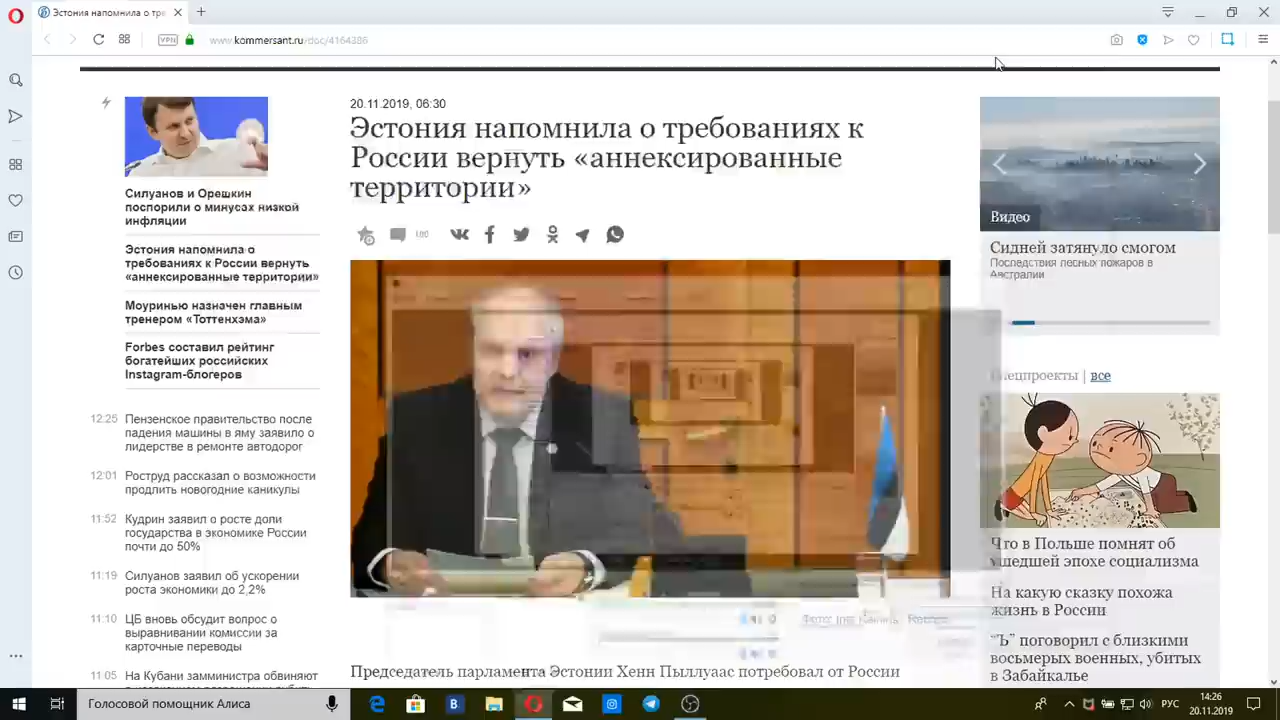 Эстония напомнила о тре
VPN
www.kommersant.ru/doc/4164386
20.11.2019, 06:30
Эстония напомнила о требованиях к
России вернуть «аннексированные
территории»
Силуанов и Орешкин
поспорили о минусах низкой
инфляции
Эстония напомнила о
требованиях к России вернуть
«аннексированные территории»
Моуринью назначен главным
тренером «Тоттенхэма»
Forbes составил рейтинг
богатейших российских
Instagram-блогеров
12:25 Пензенское правительство после
падения машины в яму заявило о
лидерстве в ремонте автодорог
12:01 Роструд рассказал о возможности
продлить новогодние каникулы
11:52 Кудрин заявил о росте доли
государства в экономике России
почти до 50%
11:19 Силуанов заявил об ускорении
роста экономики до 2,2%
11:10 ЦБ вновь обсудит вопрос о
выравнивании комиссии за
карточные переводы
11:05 На Кубани замминистра обвиняют
Председатель парламента Эстонии Хенн Пыллуаас потребовал от России
Видео
Сидней затянуло смогом
Последствия лесных пожаров в
Австралии
Спецпроекты | все
Что в Польше помнят об
ушедшей эпохе социализма
На какую сказку похожа
жизнь в России
“Ъ” поговорил с близкими
восьмерых военных, убитых
в Забайкалье
Голосовой помощник Алиса
РУС
14:26
20.11.2019